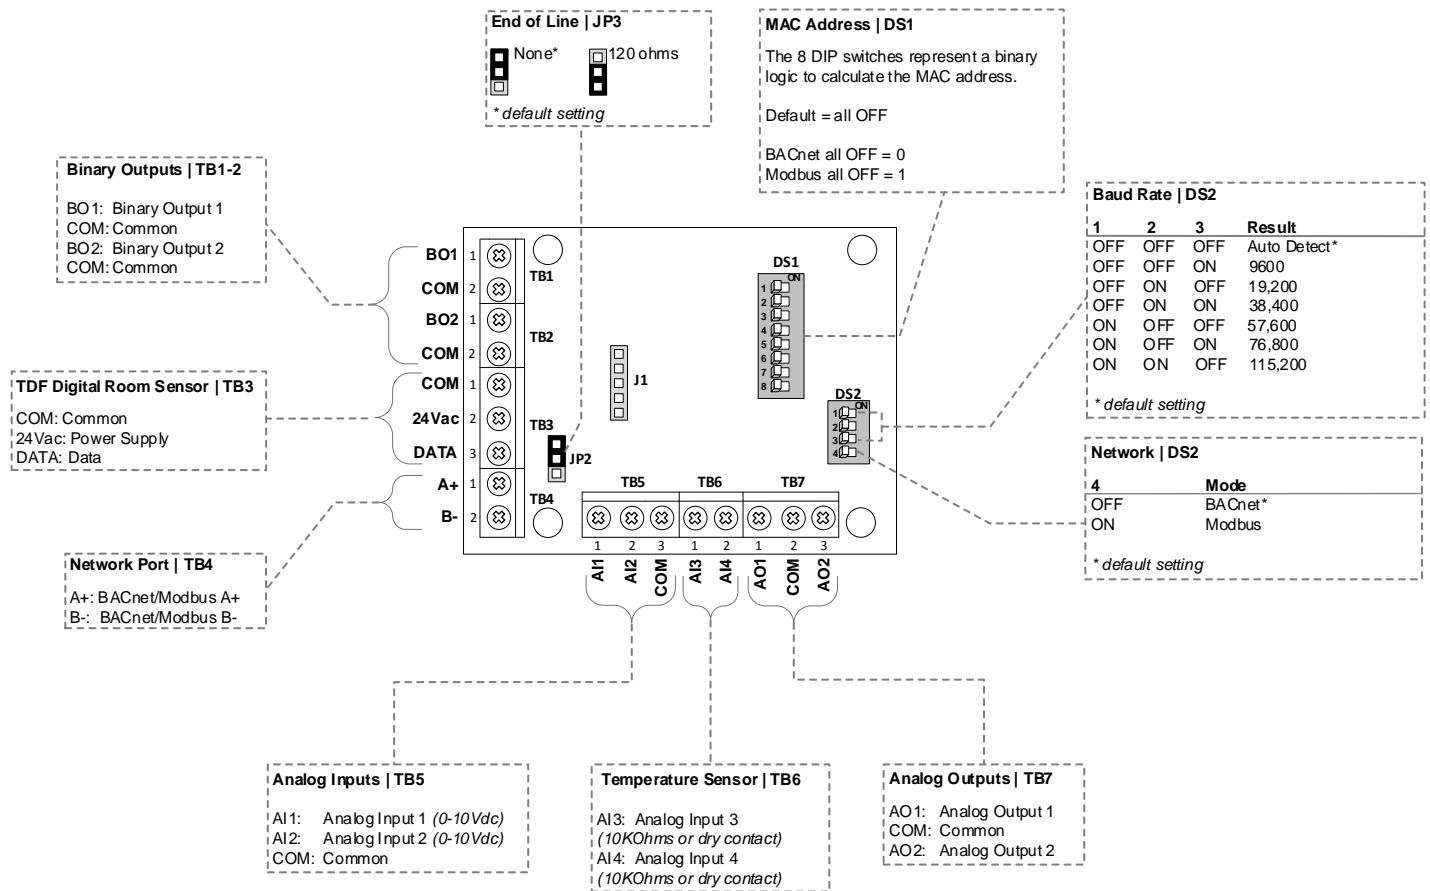 End of Line | JP3
None*
120 ohms
* default setting
MAC Address | DS1
The 8 DIP switches represent a binary
logic to calculate the MAC address.
Default = all OFF
BACnet all OFF = 0
Modbus all OFF = 1
Binary Outputs | TB1-2
BO1: Binary Output 1
COM: Common
BO2: Binary Output 2
COM: Common
Baud Rate | DS2
1 2 3 Result
OFF OFF OFF Auto Detect*
OFF OFF ON 9600
OFF ON OFF 19,200
OFF ON ON 38,400
ON OFF OFF 57,600
ON OFF ON 76,800
ON ON OFF 115,200
* default setting
TDF Digital Room Sensor | TB3
COM: Common
24Vac: Power Supply
DATA: Data
Network | DS2
4 Mode
OFF BACnet*
ON Modbus
* default setting
Network Port | TB4
A+: BACnet/Modbus A+
B-: BACnet/Modbus B-
BO1 1
COM 2
TB1
BO2 1
COM 2
TB2
COM 1
24Vac 2
DATA 3
TB3
A+ 1
B- 2
TB4
J1
JP2
DS1
ON
1
2
3
4
5
6
7
8
DS2
ON
1
2
3
4
TB5 TB6 TB7
1 2 3 1 2 1 2 3
AI1 AI2 COM AI3 AI4 AO1 COM AO2
Analog Inputs | TB5
AI1: Analog Input 1 (0-10Vdc)
AI2: Analog Input 2 (0-10Vdc)
COM: Common
Temperature Sensor | TB6
AI3: Analog Input 3
(10KOhms or dry contact)
AI4: Analog Input 4
(10KOhms or dry contact)
Analog Outputs | TB7
AO1: Analog Output 1
COM: Common
AO2: Analog Output 2